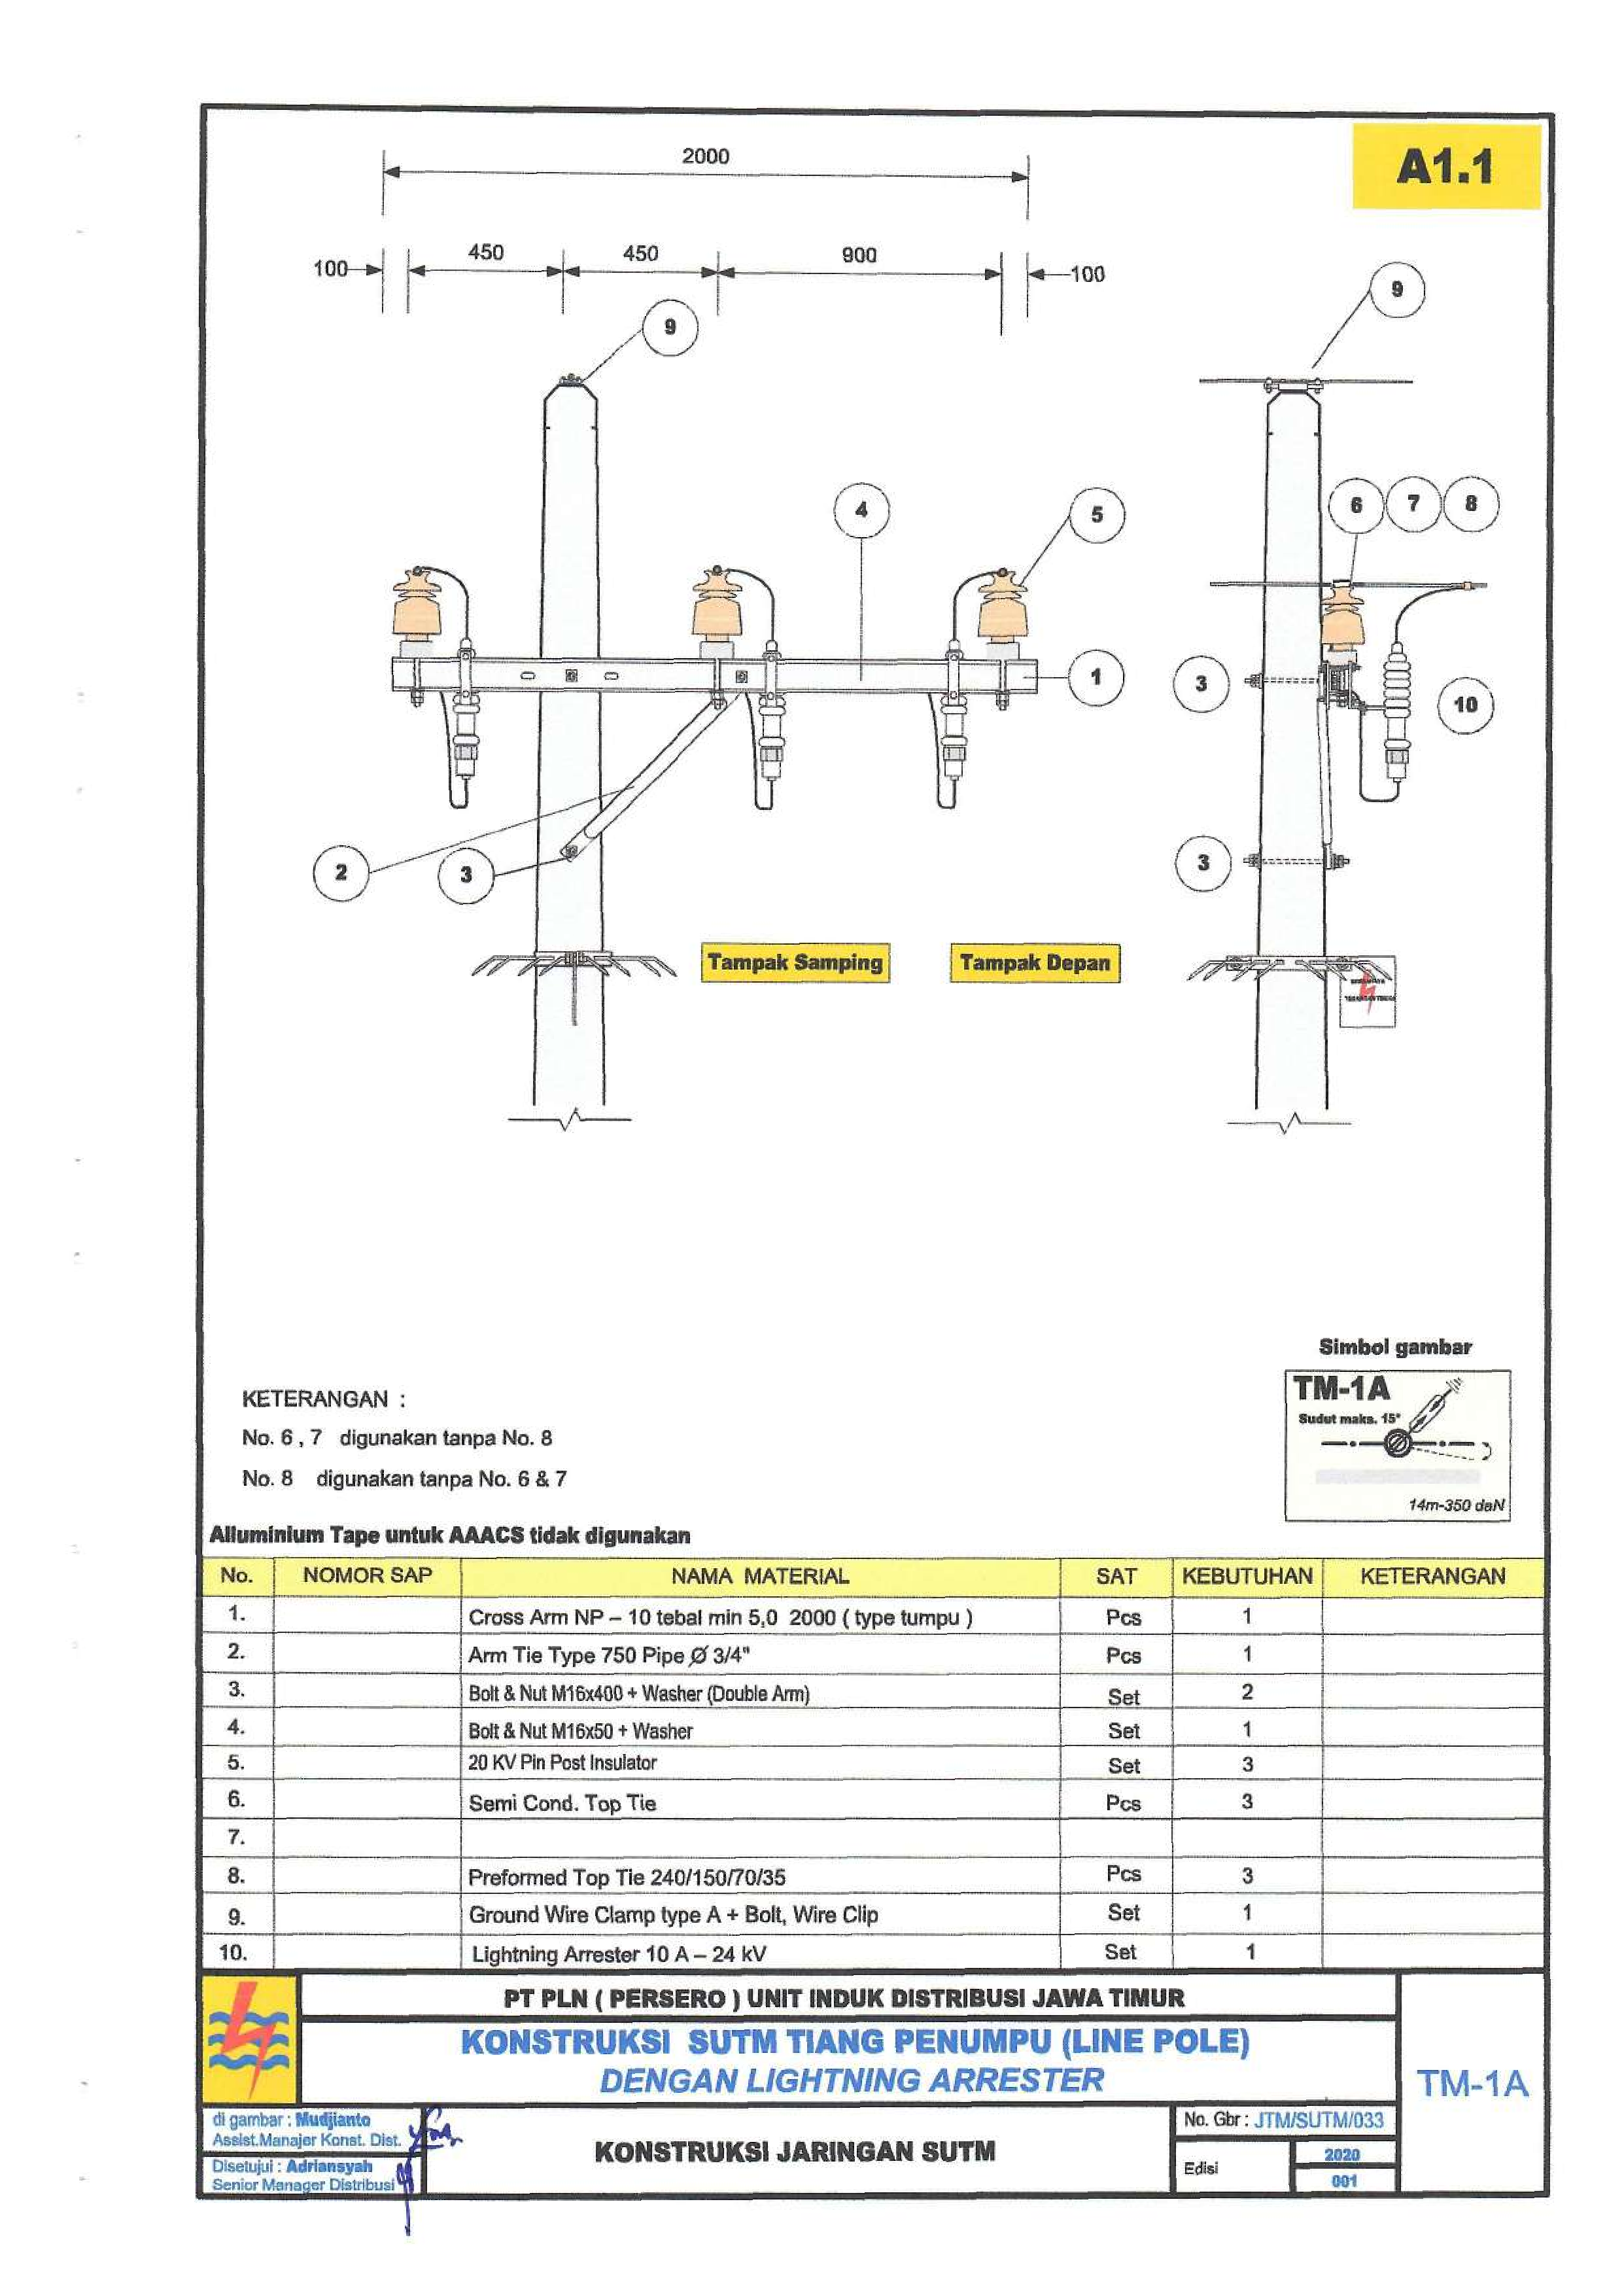 A1.1
2000
100
450
450
900
100
9
9
4
5
6
7
8
1
3
10
2
3
3
Tampak Samping
Tampak Depan
Simbol gambar
TM-1A
Sudut maks. 15°
14m-350 daN
KETERANGAN :
No. 6 , 7 digunakan tanpa No. 8
No. 8 digunakan tanpa No. 6 & 7
Alluminium Tape untuk AAACS tidak digunakan
No. NOMOR SAP NAMA MATERIAL SAT KEBUTUHAN KETERANGAN
1. Cross Arm NP – 10 tebal min 5,0 2000 ( type tumpu ) Pcs 1
2. Arm Tie Type 750 Pipe Ø 3/4" Pcs 1
3. Bolt & Nut M16x400 + Washer (Double Arm) Set 2
4. Bolt & Nut M16x50 + Washer Set 1
5. 20 KV Pin Post Insulator Set 3
6. Semi Cond. Top Tie Pcs 3
7.
8. Preformed Top Tie 240/150/70/35 Pcs 3
9. Ground Wire Clamp type A + Bolt, Wire Clip Set 1
10. Lightning Arrester 10 A – 24 kV Set 1
PT PLN ( PERSERO ) UNIT INDUK DISTRIBUSI JAWA TIMUR
KONSTRUKSI SUTM TIANG PENUMPU (LINE POLE)
DENGAN LIGHTNING ARRESTER
TM-1A
di gambar : Mudjianto
Assist.Manajer Konst. Dist.
Disetujui : Adriansyah
Senior Manager Distribusi
KONSTRUKSI JARINGAN SUTM
No. Gbr : JTM/SUTM/033
Edisi
2020
001